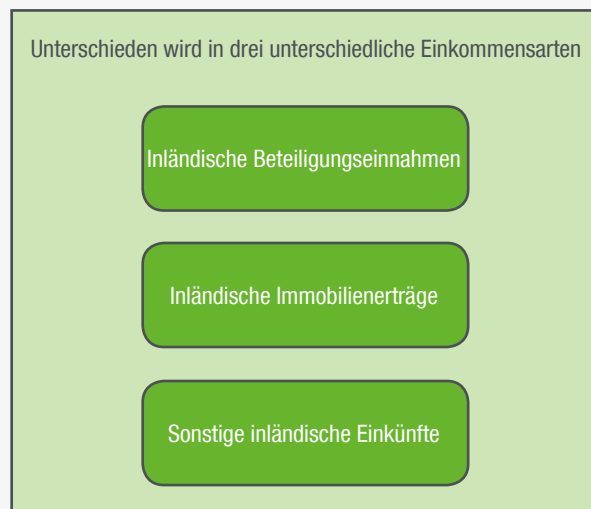 Unterschieden wird in drei unterschiedliche Einkommensarten
Inländische Beteiligungseinnahmen
Inländische Immobilienerträge
Sonstige inländische Einkünfte